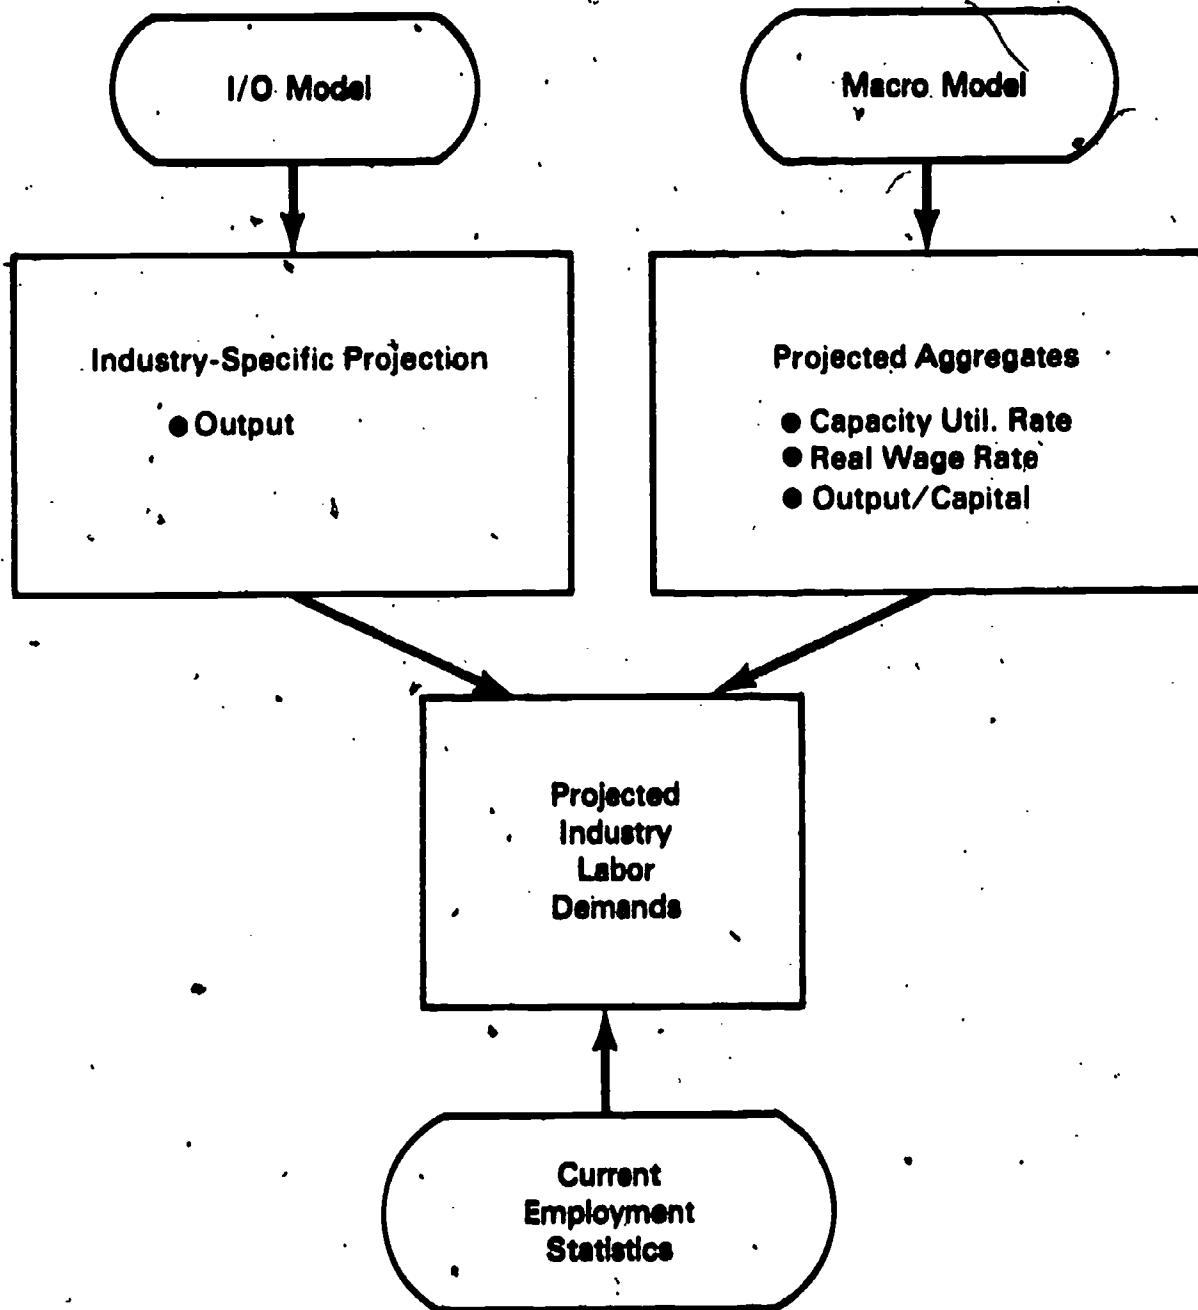 I/O Model
Macro Model
Industry-Specific Projection
● Output
Projected Aggregates
● Capacity Util. Rate
● Real Wage Rate
● Output/Capital
Projected
Industry
Labor
Demands
Current
Employment
Statistics